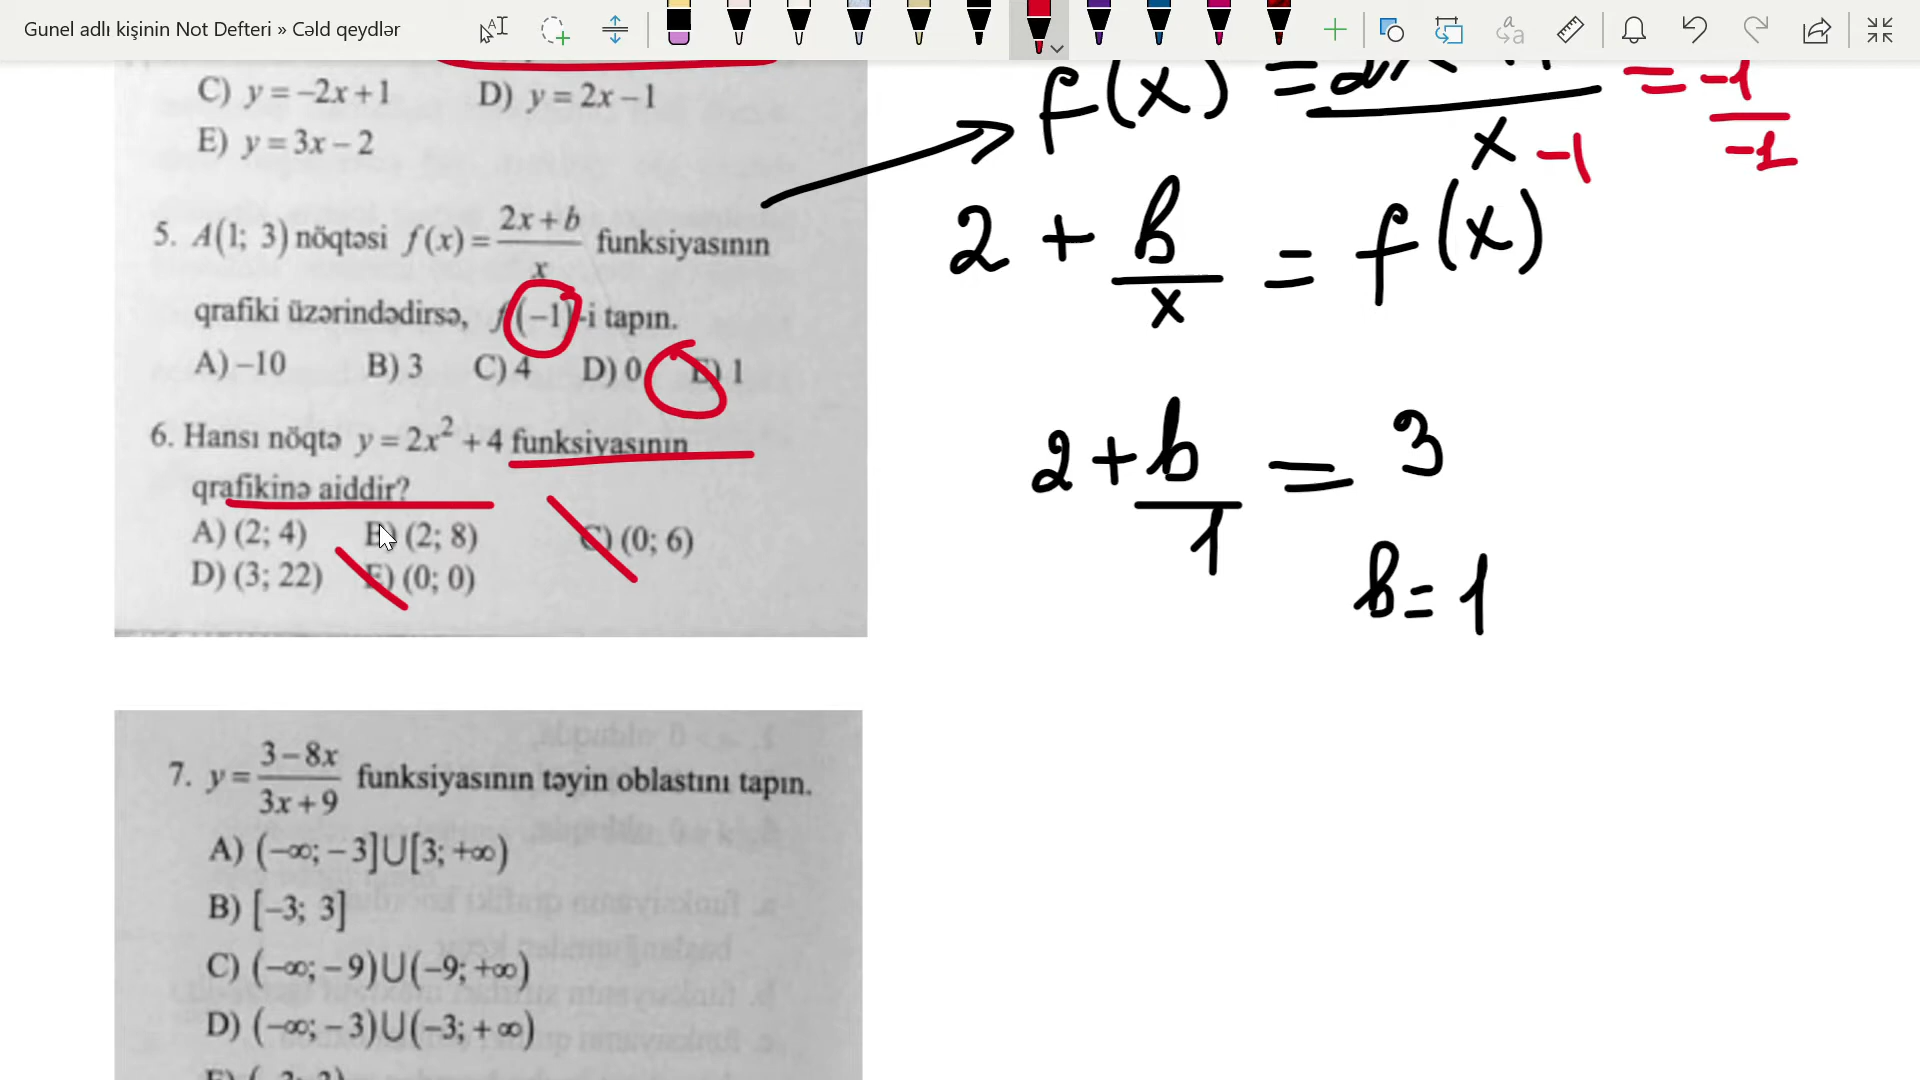 Gunel adlı kişinin Not Defteri » Cəld qeydlər
C) y = –2x + 1 D) y = 2x – 1
E) y = 3x – 2
5. A(1; 3) nöqtəsi f(x) = (2x + b)/x funksiyasının
qrafiki üzərindədirsə, f(–1)-i tapın.
A) –10 B) 3 C) 4 D) 0 E) 1
6. Hansı nöqtə y = 2x² + 4 funksiyasının
qrafikinə aiddir?
A) (2; 4) B) (2; 8) C) (0; 6)
D) (3; 22) E) (0; 0)
7. y = (3 – 8x)/(3x + 9) funksiyasının təyin oblastını tapın.
A) (–∞; –3]∪[3; +∞)
B) [–3; 3]
C) (–∞; –9)∪(–9; +∞)
D) (–∞; –3)∪(–3; +∞)
f(x) =
x –1
= –1/–1
2 + b/x = f(x)
2 + b/1 = 3
b = 1